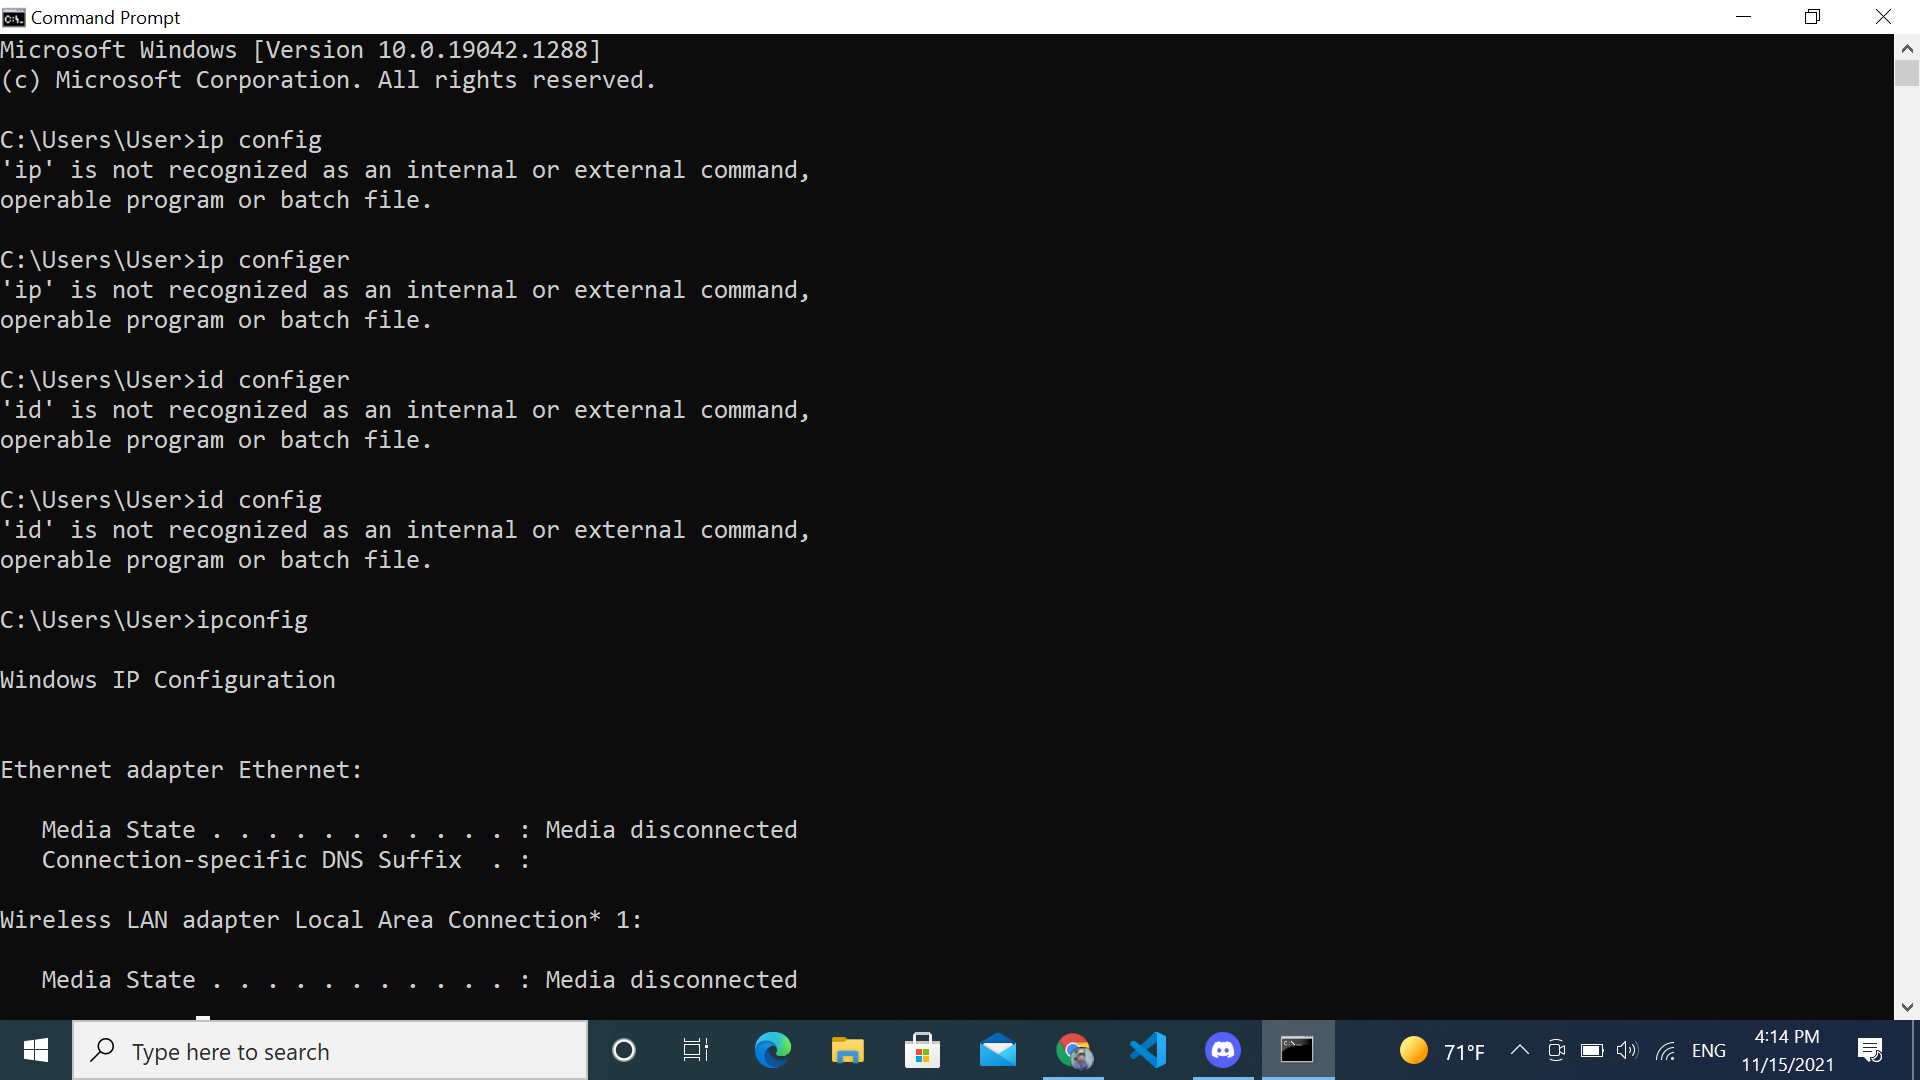 Command Prompt
Microsoft Windows [Version 10.0.19042.1288]
(c) Microsoft Corporation. All rights reserved.
C:\Users\User>ip config
'ip' is not recognized as an internal or external command,
operable program or batch file.
C:\Users\User>ip configer
'ip' is not recognized as an internal or external command,
operable program or batch file.
C:\Users\User>id configer
'id' is not recognized as an internal or external command,
operable program or batch file.
C:\Users\User>id config
'id' is not recognized as an internal or external command,
operable program or batch file.
C:\Users\User>ipconfig
Windows IP Configuration
Ethernet adapter Ethernet:
   Media State . . . . . . . . . . . : Media disconnected
   Connection-specific DNS Suffix  . :
Wireless LAN adapter Local Area Connection* 1:
   Media State . . . . . . . . . . . : Media disconnected
Type here to search
71°F
ENG
4:14 PM
11/15/2021